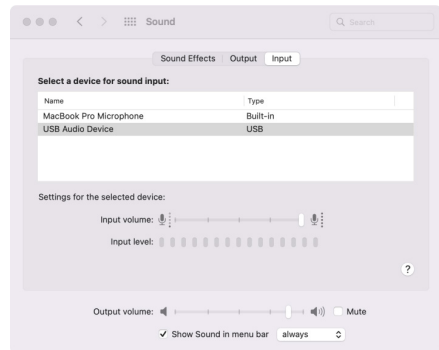 Sound
Search
Sound Effects Output Input
Select a device for sound input:
Name Type
MacBook Pro Microphone Built-in
USB Audio Device USB
Settings for the selected device:
Input volume:
Input level:
?
Output volume: Mute
Show Sound in menu bar always